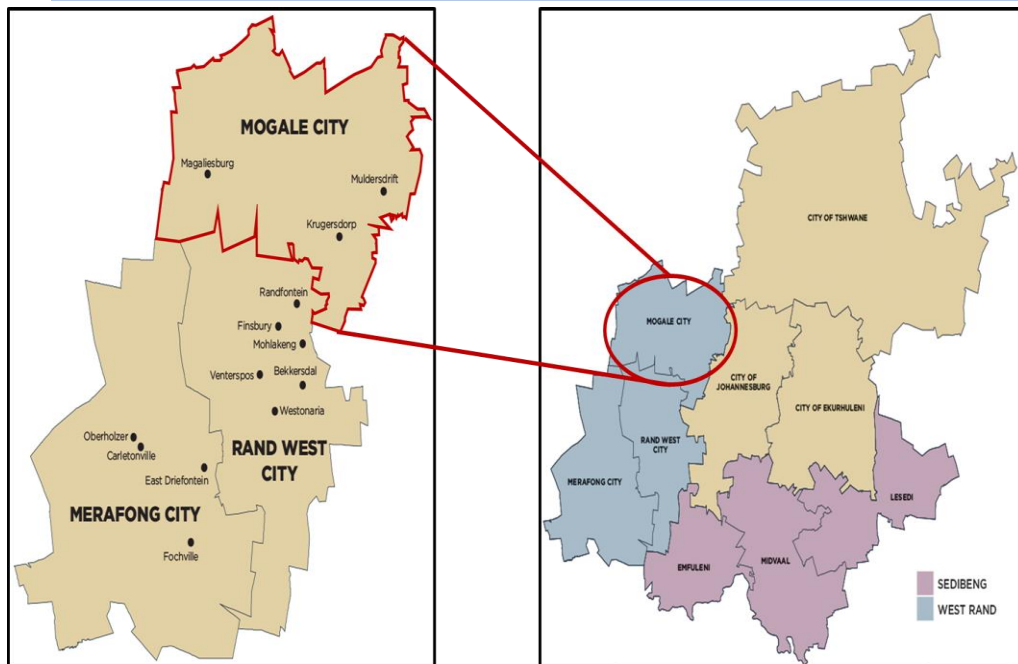 MOGALE CITY
Magaliesburg
Muldersdrift
Krugersdorp
Randfontein
Finsbury
Mohlakeng
Venterspos
Bekkersdal
Westonaria
Oberholzer
Carletonville
RAND WEST
CITY
East Driefontein
MERAFONG CITY
Fochville
CITY OF TSHWANE
MOGALE CITY
CITY OF
JOHANNESBURG
CITY OF EKURHULENI
RAND WEST
CITY
MERAFONG CITY
LESEDI
EMFULENI
MIDVAAL
SEDIBENG
WEST RAND